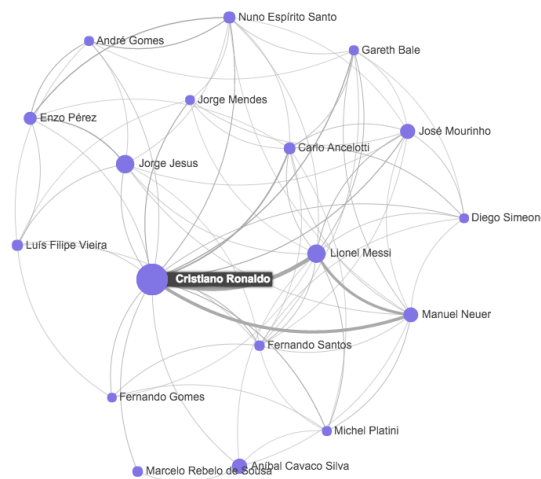 Nuno Espírito Santo
André Gomes
Gareth Bale
Jorge Mendes
Enzo Pérez
José Mourinho
Carlo Ancelotti
Jorge Jesus
Diego Simeon
Luís Filipe Vieira
Lionel Messi
Cristiano Ronaldo
Manuel Neuer
Fernando Santos
Fernando Gomes
Michel Platini
Aníbal Cavaco Silva
Marcelo Rebelo de Sousa